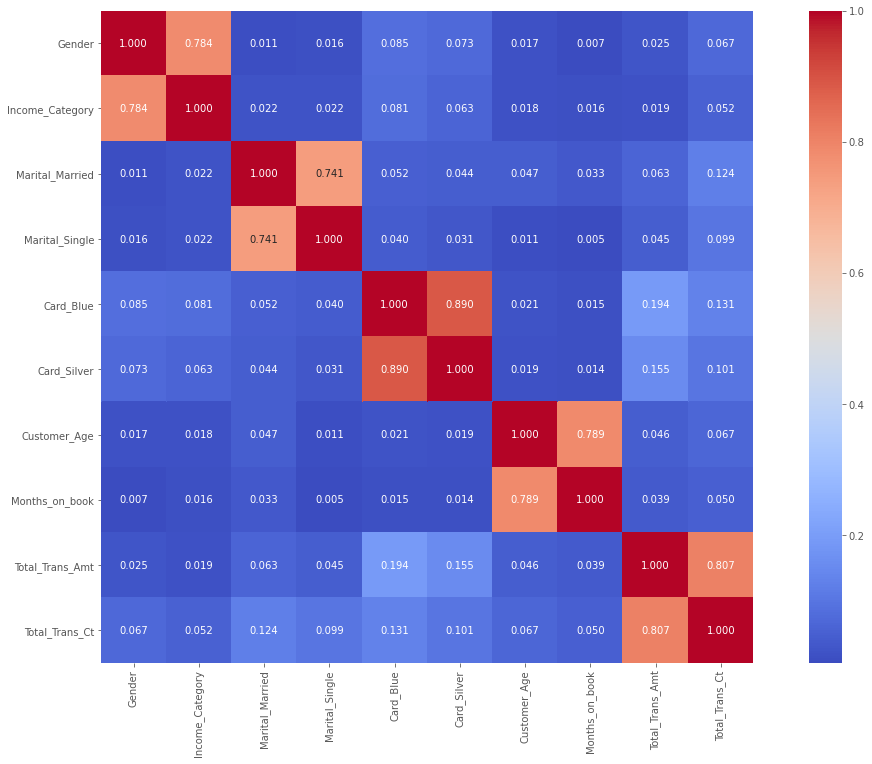 Gender 1.000 0.784 0.011 0.016 0.085 0.073 0.017 0.007 0.025 0.067
Income_Category 0.784 1.000 0.022 0.022 0.081 0.063 0.018 0.016 0.019 0.052
Marital_Married 0.011 0.022 1.000 0.741 0.052 0.044 0.047 0.033 0.063 0.124
Marital_Single 0.016 0.022 0.741 1.000 0.040 0.031 0.011 0.005 0.045 0.099
Card_Blue 0.085 0.081 0.052 0.040 1.000 0.890 0.021 0.015 0.194 0.131
Card_Silver 0.073 0.063 0.044 0.031 0.890 1.000 0.019 0.014 0.155 0.101
Customer_Age 0.017 0.018 0.047 0.011 0.021 0.019 1.000 0.789 0.046 0.067
Months_on_book 0.007 0.016 0.033 0.005 0.015 0.014 0.789 1.000 0.039 0.050
Total_Trans_Amt 0.025 0.019 0.063 0.045 0.194 0.155 0.046 0.039 1.000 0.807
Total_Trans_Ct 0.067 0.052 0.124 0.099 0.131 0.101 0.067 0.050 0.807 1.000
Gender
Income_Category
Marital_Married
Marital_Single
Card_Blue
Card_Silver
Customer_Age
Months_on_book
Total_Trans_Amt
Total_Trans_Ct
1.0
0.8
0.6
0.4
0.2